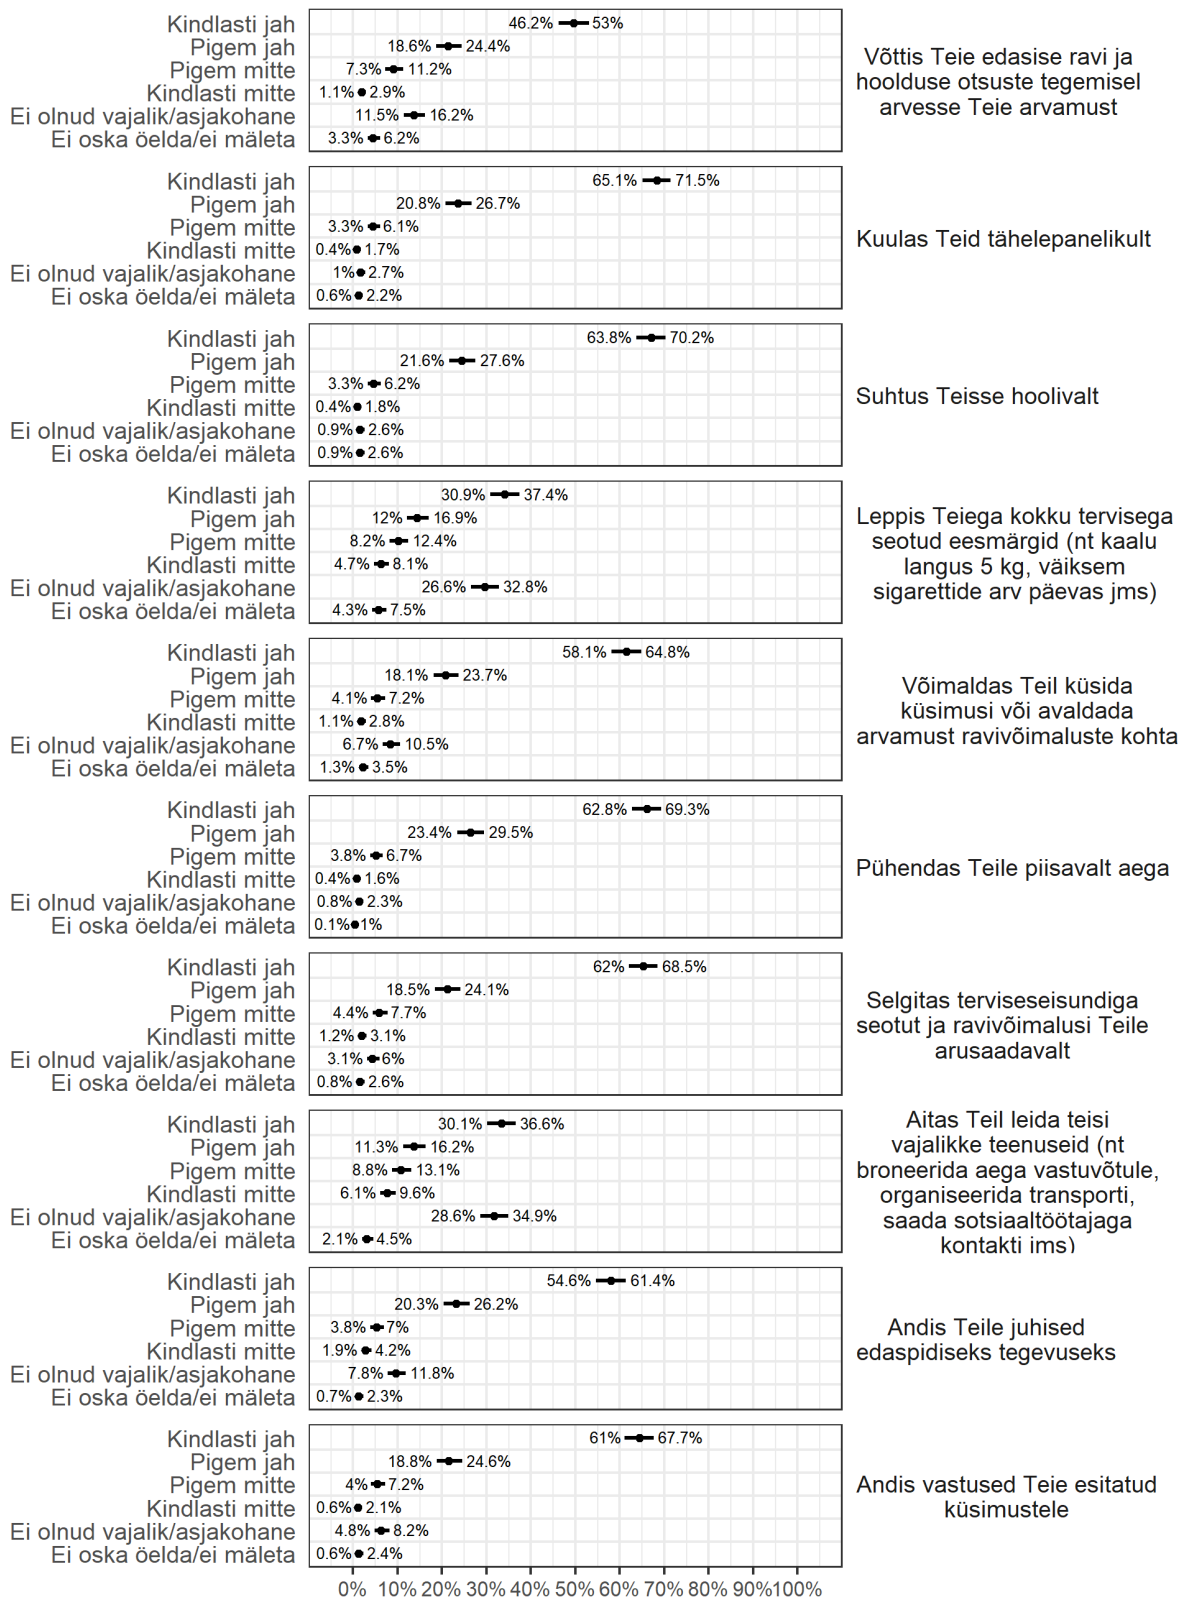 Kindlasti jah 46.2% 53%
Pigem jah 18.6% 24.4%
Pigem mitte 7.3% 11.2%
Kindlasti mitte 1.1% 2.9%
Ei olnud vajalik/asjakohane 11.5% 16.2%
Ei oska öelda/ei mäleta 3.3% 6.2%
Võttis Teie edasise ravi ja
hoolduse otsuste tegemisel
arvesse Teie arvamust
Kindlasti jah 65.1% 71.5%
Pigem jah 20.8% 26.7%
Pigem mitte 3.3% 6.1%
Kindlasti mitte 0.4% 1.7%
Ei olnud vajalik/asjakohane 1% 2.7%
Ei oska öelda/ei mäleta 0.6% 2.2%
Kuulas Teid tähelepanelikult
Kindlasti jah 63.8% 70.2%
Pigem jah 21.6% 27.6%
Pigem mitte 3.3% 6.2%
Kindlasti mitte 0.4% 1.8%
Ei olnud vajalik/asjakohane 0.9% 2.6%
Ei oska öelda/ei mäleta 0.9% 2.6%
Suhtus Teisse hoolivalt
Kindlasti jah 30.9% 37.4%
Pigem jah 12% 16.9%
Pigem mitte 8.2% 12.4%
Kindlasti mitte 4.7% 8.1%
Ei olnud vajalik/asjakohane 26.6% 32.8%
Ei oska öelda/ei mäleta 4.3% 7.5%
Leppis Teiega kokku tervisega
seotud eesmärgid (nt kaalu
langus 5 kg, väiksem
sigarettide arv päevas jms)
Kindlasti jah 58.1% 64.8%
Pigem jah 18.1% 23.7%
Pigem mitte 4.1% 7.2%
Kindlasti mitte 1.1% 2.8%
Ei olnud vajalik/asjakohane 6.7% 10.5%
Ei oska öelda/ei mäleta 1.3% 3.5%
Võimaldas Teil küsida
küsimusi või avaldada
arvamust ravivõimaluste kohta
Kindlasti jah 62.8% 69.3%
Pigem jah 23.4% 29.5%
Pigem mitte 3.8% 6.7%
Kindlasti mitte 0.4% 1.6%
Ei olnud vajalik/asjakohane 0.8% 2.3%
Ei oska öelda/ei mäleta 0.1% 1%
Pühendas Teile piisavalt aega
Kindlasti jah 62% 68.5%
Pigem jah 18.5% 24.1%
Pigem mitte 4.4% 7.7%
Kindlasti mitte 1.2% 3.1%
Ei olnud vajalik/asjakohane 3.1% 6%
Ei oska öelda/ei mäleta 0.8% 2.6%
Selgitas terviseseisundiga
seotut ja ravivõimalusi Teile
arusaadavalt
Kindlasti jah 30.1% 36.6%
Pigem jah 11.3% 16.2%
Pigem mitte 8.8% 13.1%
Kindlasti mitte 6.1% 9.6%
Ei olnud vajalik/asjakohane 28.6% 34.9%
Ei oska öelda/ei mäleta 2.1% 4.5%
Aitas Teil leida teisi
vajalikke teenuseid (nt
broneerida aega vastuvõtule,
organiseerida transporti,
saada sotsiaaltöötajaga
kontakti jms)
Kindlasti jah 54.6% 61.4%
Pigem jah 20.3% 26.2%
Pigem mitte 3.8% 7%
Kindlasti mitte 1.9% 4.2%
Ei olnud vajalik/asjakohane 7.8% 11.8%
Ei oska öelda/ei mäleta 0.7% 2.3%
Andis Teile juhised
edaspidiseks tegevuseks
Kindlasti jah 61% 67.7%
Pigem jah 18.8% 24.6%
Pigem mitte 4% 7.2%
Kindlasti mitte 0.6% 2.1%
Ei olnud vajalik/asjakohane 4.8% 8.2%
Ei oska öelda/ei mäleta 0.6% 2.4%
Andis vastused Teie esitatud
küsimustele
0% 10% 20% 30% 40% 50% 60% 70% 80% 90% 100%